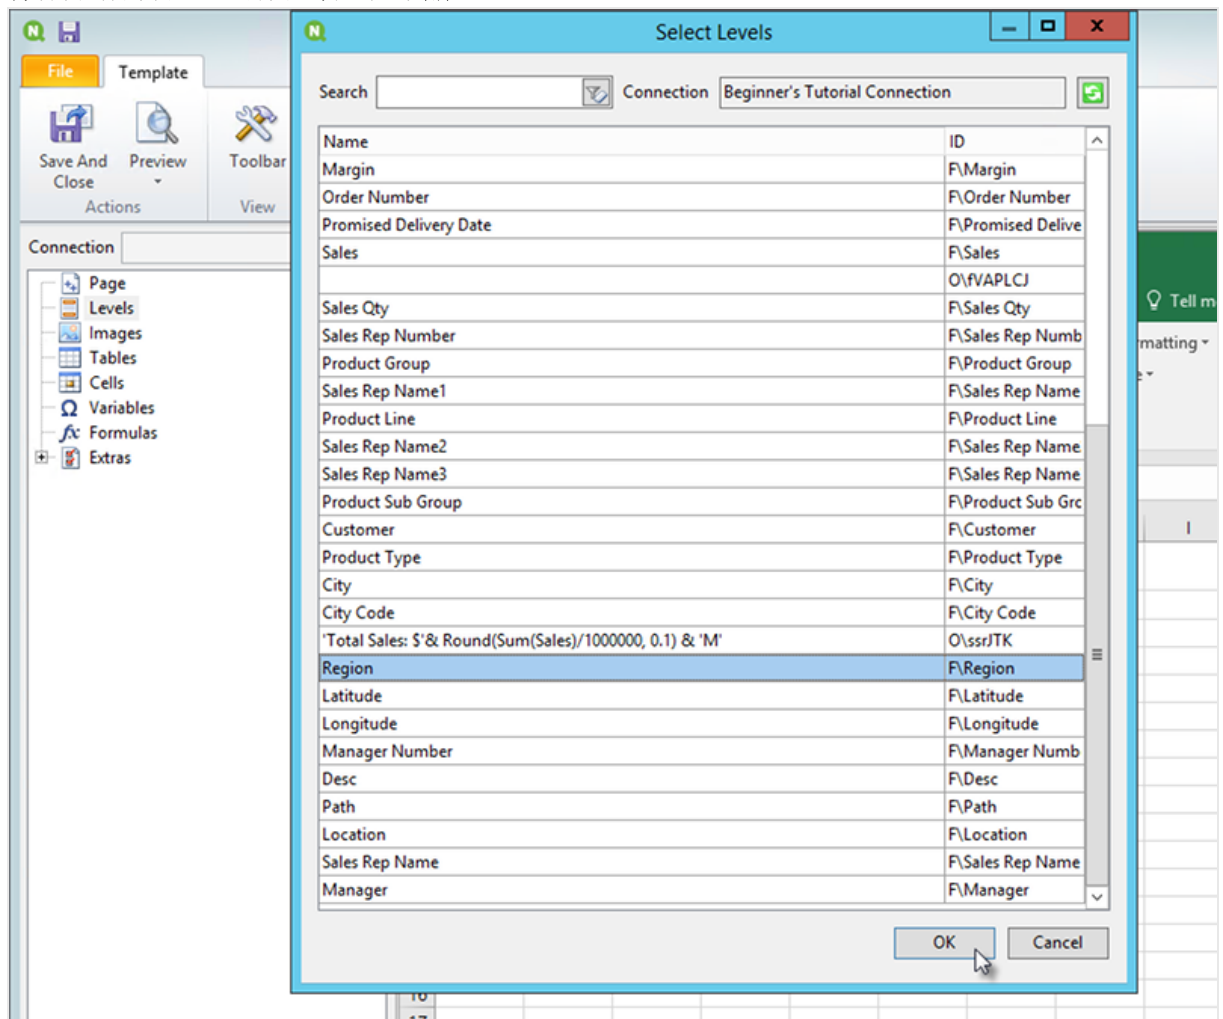 Select Levels
File Template
Save And Close
Preview
Toolbar
Actions
View
Connection
Page
Levels
Images
Tables
Cells
Variables
Formulas
Extras
Search Connection Beginner's Tutorial Connection
Name ID
Margin F\Margin
Order Number F\Order Number
Promised Delivery Date F\Promised Delive
Sales F\Sales
O\fVAPLCJ
Sales Qty F\Sales Qty
Sales Rep Number F\Sales Rep Numb
Product Group F\Product Group
Sales Rep Name1 F\Sales Rep Name
Product Line F\Product Line
Sales Rep Name2 F\Sales Rep Name
Sales Rep Name3 F\Sales Rep Name
Product Sub Group F\Product Sub Grc
Customer F\Customer
Product Type F\Product Type
City F\City
City Code F\City Code
'Total Sales: $'& Round(Sum(Sales)/1000000, 0.1) & 'M' O\ssrJTK
Region F\Region
Latitude F\Latitude
Longitude F\Longitude
Manager Number F\Manager Numb
Desc F\Desc
Path F\Path
Location F\Location
Sales Rep Name F\Sales Rep Name
Manager F\Manager
OK Cancel
Tell m
rmatting
I